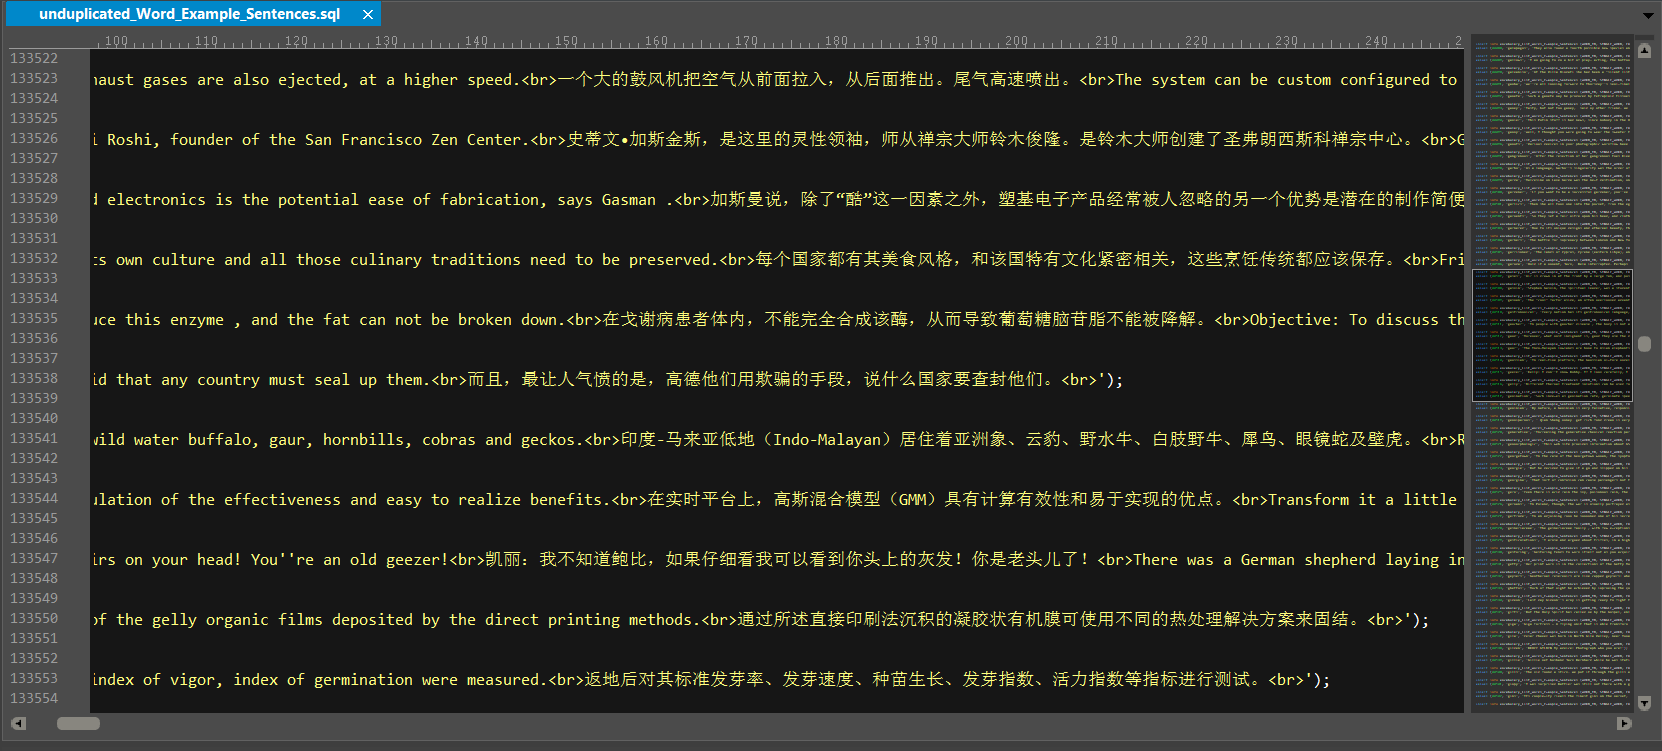 unduplicated_Word_Example_Sentences.sql ×
100 110 120 130 140 150 160 170 180 190 200 210 220 230 240 2
133522
133523 haust gases are also ejected, at a higher speed.<br>一个大的鼓风机把空气从前面拉入，从后面推出。尾气高速喷出。<br>The system can be custom configured to
133524
133525
133526 i Roshi, founder of the San Francisco Zen Center.<br>史蒂文•加斯金斯，是这里的灵性领袖，师从禅宗大师铃木俊隆。是铃木大师创建了圣弗朗西斯科禅宗中心。<br>G
133527
133528
133529 d electronics is the potential ease of fabrication, says Gasman .<br>加斯曼说，除了“酷”这一因素之外，塑基电子产品经常被人忽略的另一个优势是潜在的制作简便
133530
133531
133532 ts own culture and all those culinary traditions need to be preserved.<br>每个国家都有其美食风格，和该国特有文化紧密相关，这些烹饪传统都应该保存。<br>Fri
133533
133534
133535 uce this enzyme , and the fat can not be broken down.<br>在戈谢病患者体内，不能完全合成该酶，从而导致葡萄糖脑苷脂不能被降解。<br>Objective: To discuss th
133536
133537
133538 id that any country must seal up them.<br>而且，最让人气愤的是，高德他们用欺骗的手段，说什么国家要查封他们。<br>');
133539
133540
133541 wild water buffalo, gaur, hornbills, cobras and geckos.<br>印度-马来亚低地（Indo-Malayan）居住着亚洲象、云豹、野水牛、白肢野牛、犀鸟、眼镜蛇及壁虎。<br>R
133542
133543
133544 ulation of the effectiveness and easy to realize benefits.<br>在实时平台上，高斯混合模型（GMM）具有计算有效性和易于实现的优点。<br>Transform it a little
133545
133546
133547 irs on your head! You''re an old geezer!<br>凯丽：我不知道鲍比，如果仔细看我可以看到你头上的灰发！你是老头儿了！<br>There was a German shepherd laying in
133548
133549
133550 of the gelly organic films deposited by the direct printing methods.<br>通过所述直接印刷法沉积的凝胶状有机膜可使用不同的热处理解决方案来固结。<br>');
133551
133552
133553 index of vigor, index of germination were measured.<br>返地后对其标准发芽率、发芽速度、种苗生长、发芽指数、活力指数等指标进行测试。<br>');
133554